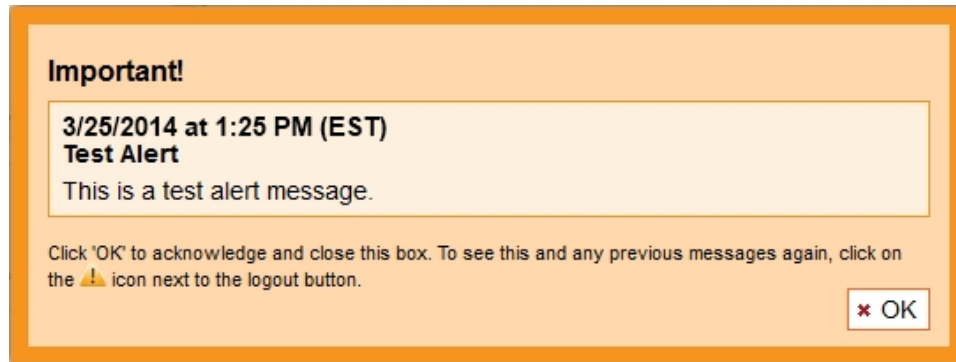 Important!
3/25/2014 at 1:25 PM (EST)
Test Alert
This is a test alert message.
Click 'OK' to acknowledge and close this box. To see this and any previous messages again, click on
the icon next to the logout button.
OK